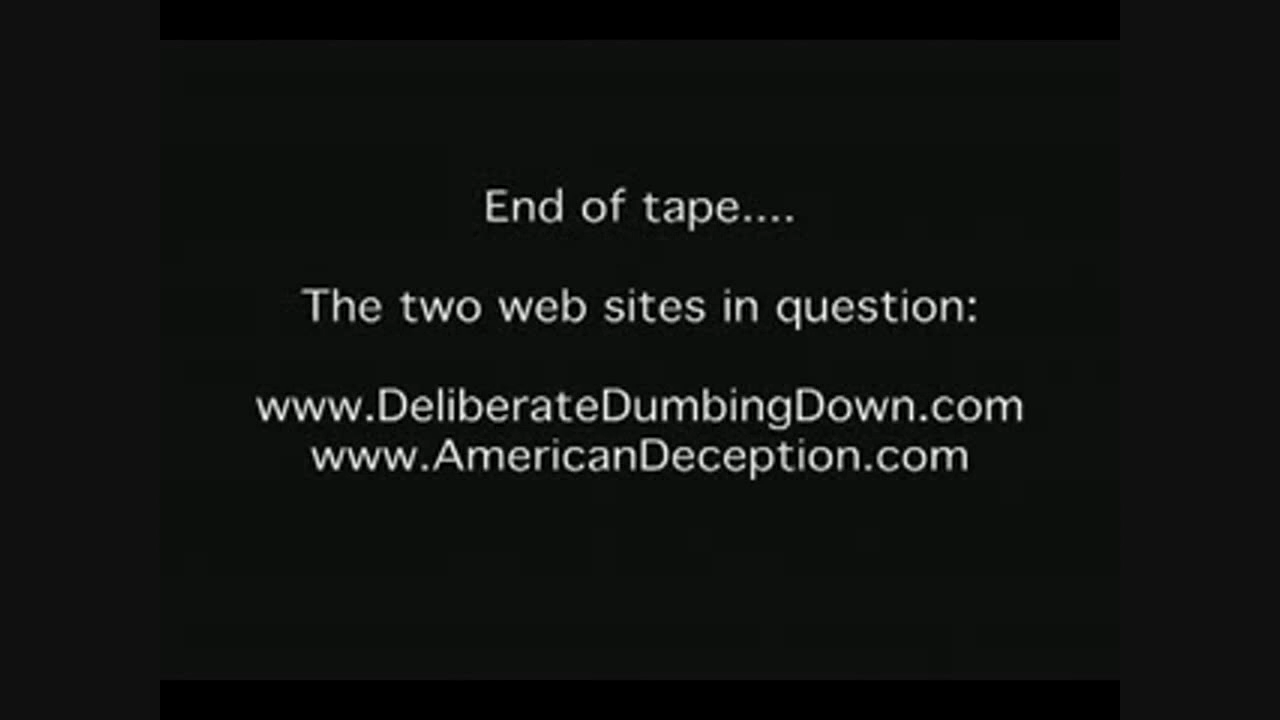 End of tape....
The two web sites in question:
www.DeliberateDumbingDown.com
www.AmericanDeception.com